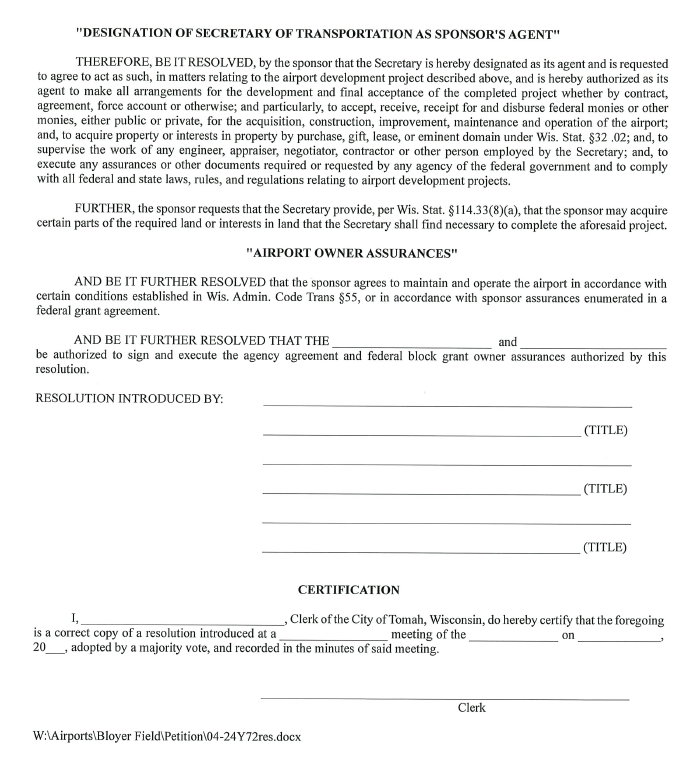 "DESIGNATION OF SECRETARY OF TRANSPORTATION AS SPONSOR'S AGENT"
THEREFORE, BE IT RESOLVED, by the sponsor that the Secretary is hereby designated as its agent and is requested
to agree to act as such, in matters relating to the airport development project described above, and is hereby authorized as its
agent to make all arrangements for the development and final acceptance of the completed project whether by contract,
agreement, force account or otherwise; and particularly, to accept, receive, receipt for and disburse federal monies or other
monies, either public or private, for the acquisition, construction, improvement, maintenance and operation of the airport;
and, to acquire property or interests in property by purchase, gift, lease, or eminent domain under Wis. Stat. §32 .02; and, to
supervise the work of any engineer, appraiser, negotiator, contractor or other person employed by the Secretary; and, to
execute any assurances or other documents required or requested by any agency of the federal government and to comply
with all federal and state laws, rules, and regulations relating to airport development projects.
FURTHER, the sponsor requests that the Secretary provide, per Wis. Stat. §114.33(8)(a), that the sponsor may acquire
certain parts of the required land or interests in land that the Secretary shall find necessary to complete the aforesaid project.
"AIRPORT OWNER ASSURANCES"
AND BE IT FURTHER RESOLVED that the sponsor agrees to maintain and operate the airport in accordance with
certain conditions established in Wis. Admin. Code Trans §55, or in accordance with sponsor assurances enumerated in a
federal grant agreement.
AND BE IT FURTHER RESOLVED THAT THE ____________ and ____________
be authorized to sign and execute the agency agreement and federal block grant owner assurances authorized by this
resolution.
RESOLUTION INTRODUCED BY: ____________
____________ (TITLE)
____________
____________ (TITLE)
____________
____________ (TITLE)
CERTIFICATION
I, ____________, Clerk of the City of Tomah, Wisconsin, do hereby certify that the foregoing
is a correct copy of a resolution introduced at a ____________ meeting of the ____________ on ____________,
20___, adopted by a majority vote, and recorded in the minutes of said meeting.
____________
Clerk
W:\Airports\Bloyer Field\Petition\04-24Y72res.docx